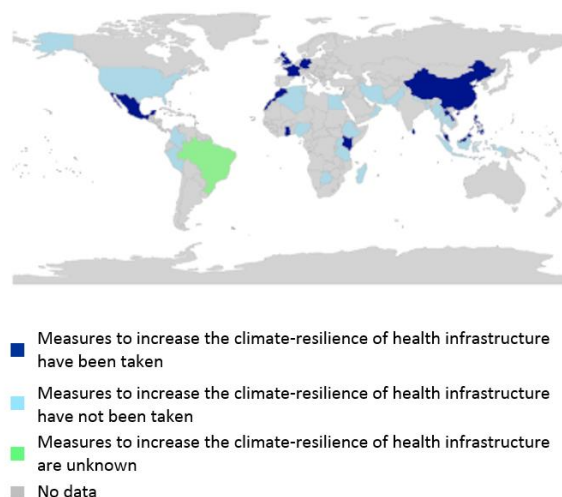 Measures to increase the climate-resilience of health infrastructure
have been taken
Measures to increase the climate-resilience of health infrastructure
have not been taken
Measures to increase the climate-resilience of health infrastructure
are unknown
No data